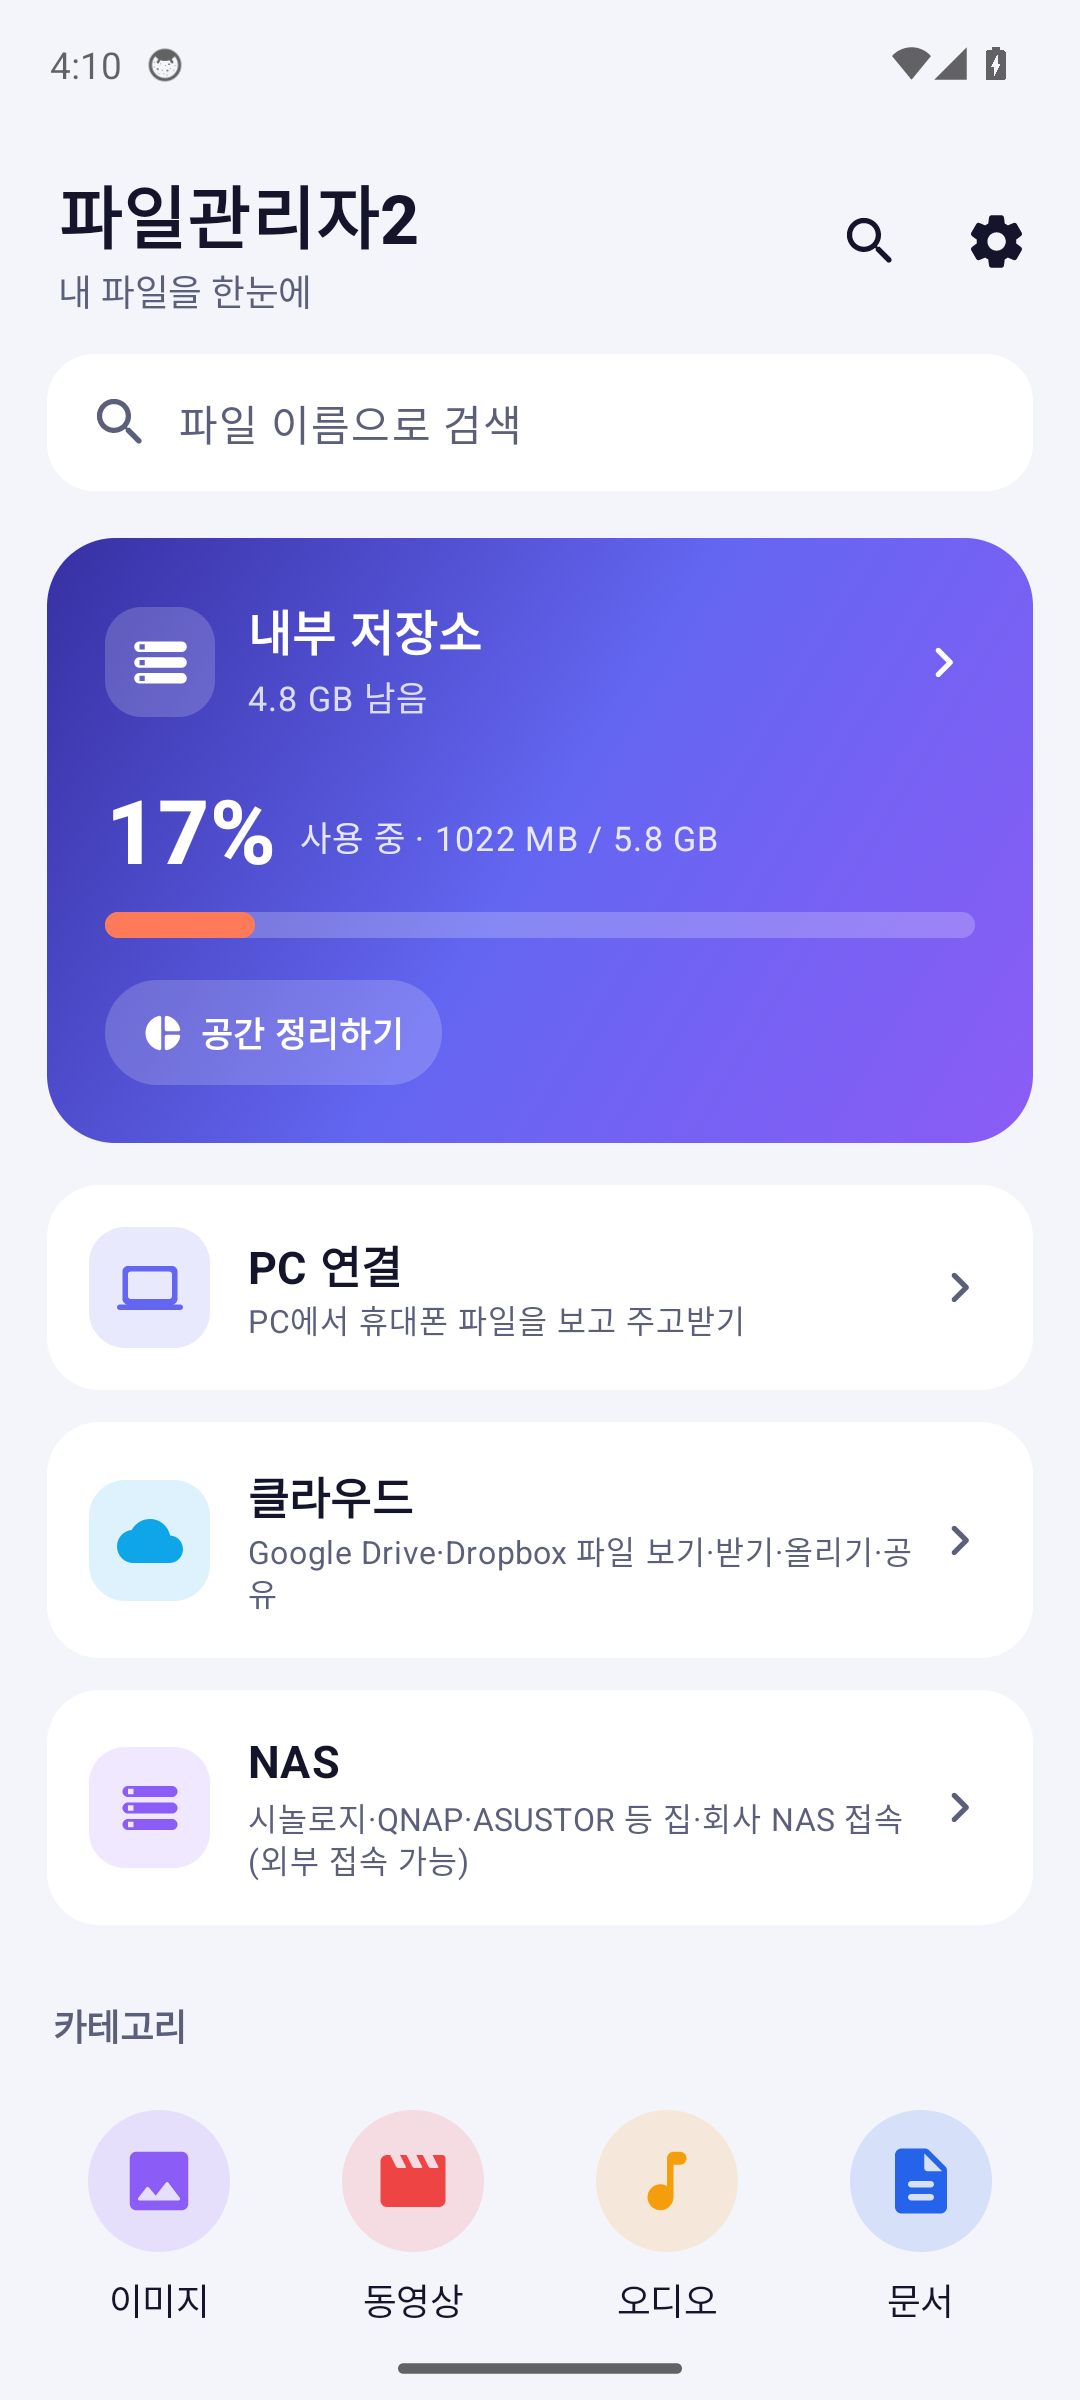 4:10
파일관리자2
내 파일을 한눈에
파일 이름으로 검색
내부 저장소
4.8 GB 남음
17% 사용 중 · 1022 MB / 5.8 GB
공간 정리하기
PC 연결
PC에서 휴대폰 파일을 보고 주고받기
클라우드
Google Drive·Dropbox 파일 보기·받기·올리기·공
유
NAS
시놀로지·QNAP·ASUSTOR 등 집·회사 NAS 접속
(외부 접속 가능)
카테고리
이미지 동영상 오디오 문서